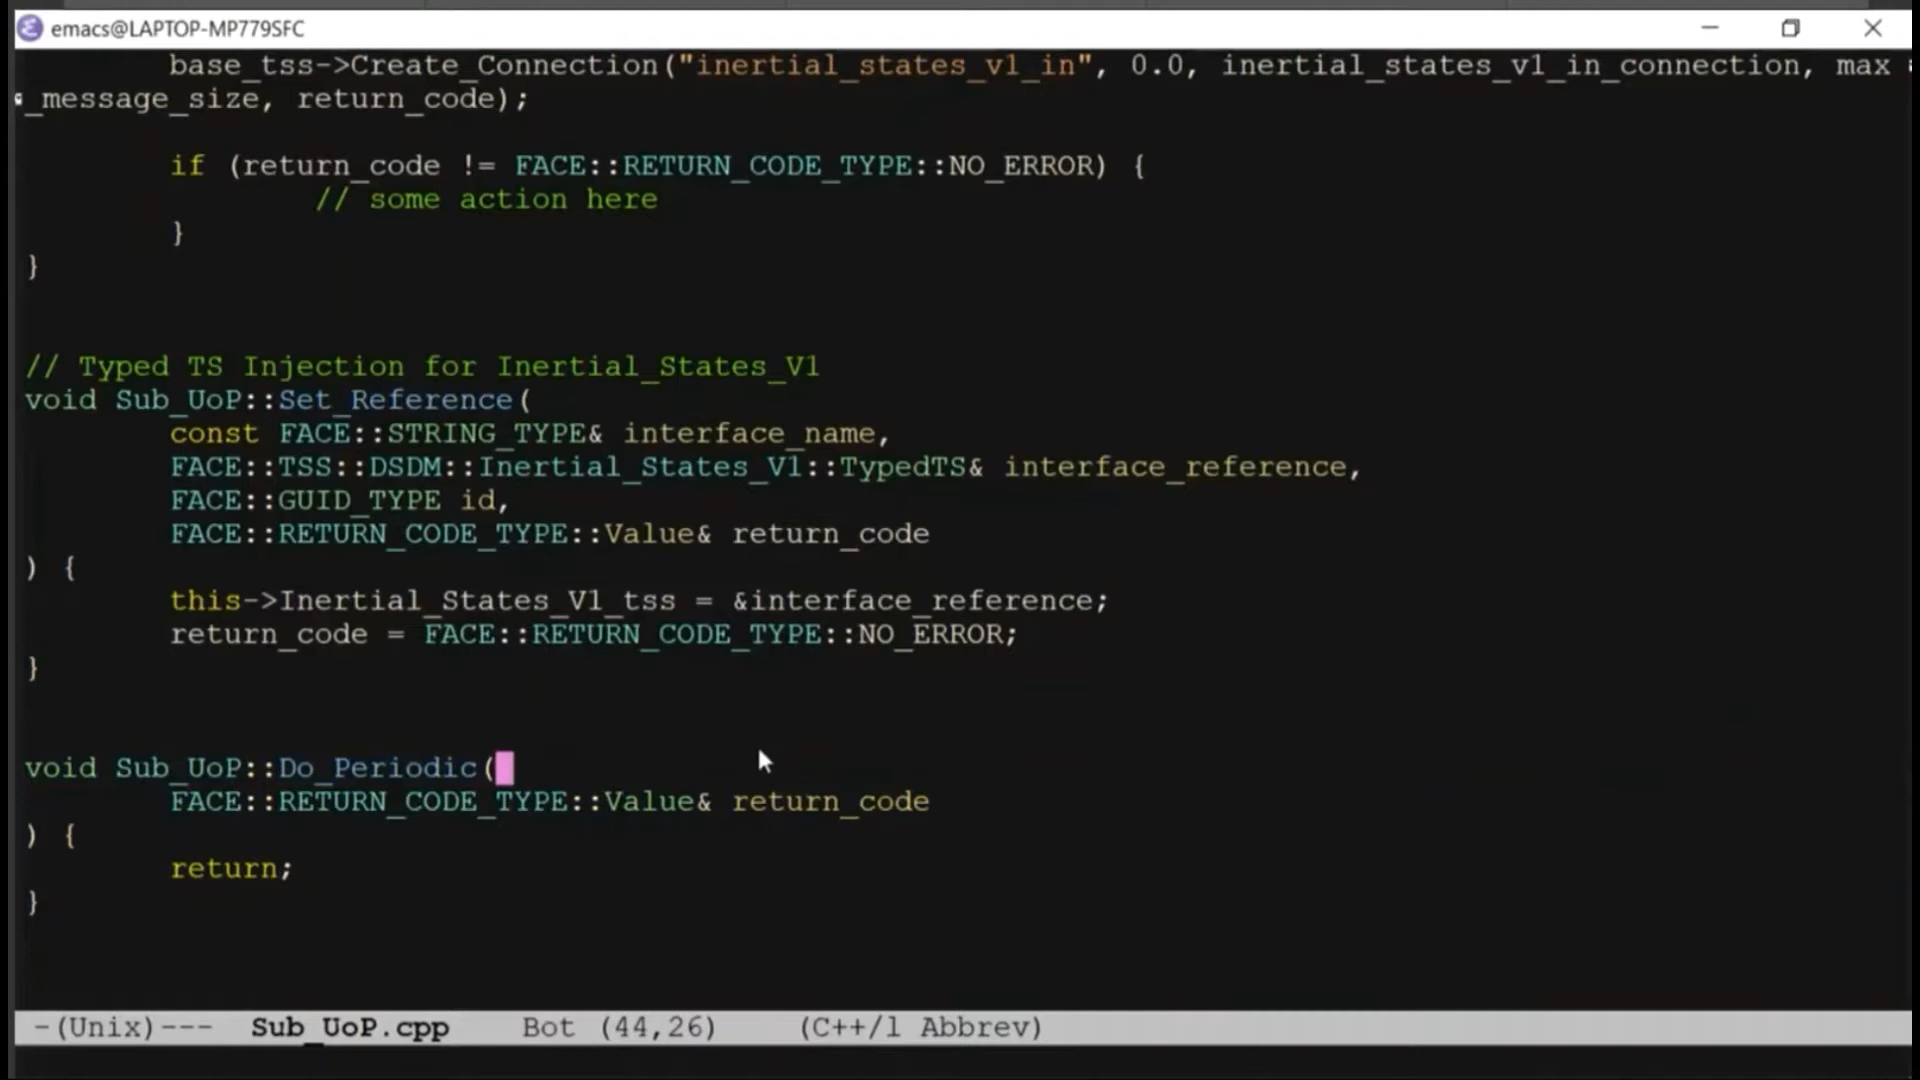 emacs@LAPTOP-MP779SFC
base_tss->Create_Connection("inertial_states_v1_in", 0.0, inertial_states_v1_in_connection, max
_message_size, return_code);
if (return_code != FACE::RETURN_CODE_TYPE::NO_ERROR) {
// some action here
}
}
// Typed TS Injection for Inertial_States_V1
void Sub_UoP::Set_Reference(
const FACE::STRING_TYPE& interface_name,
FACE::TSS::DSDM::Inertial_States_V1::TypedTS& interface_reference,
FACE::GUID_TYPE id,
FACE::RETURN_CODE_TYPE::Value& return_code
) {
this->Inertial_States_V1_tss = &interface_reference;
return_code = FACE::RETURN_CODE_TYPE::NO_ERROR;
}
void Sub_UoP::Do_Periodic(
FACE::RETURN_CODE_TYPE::Value& return_code
) {
return;
}
-(Unix)--- Sub_UoP.cpp Bot (44,26) (C++/l Abbrev)